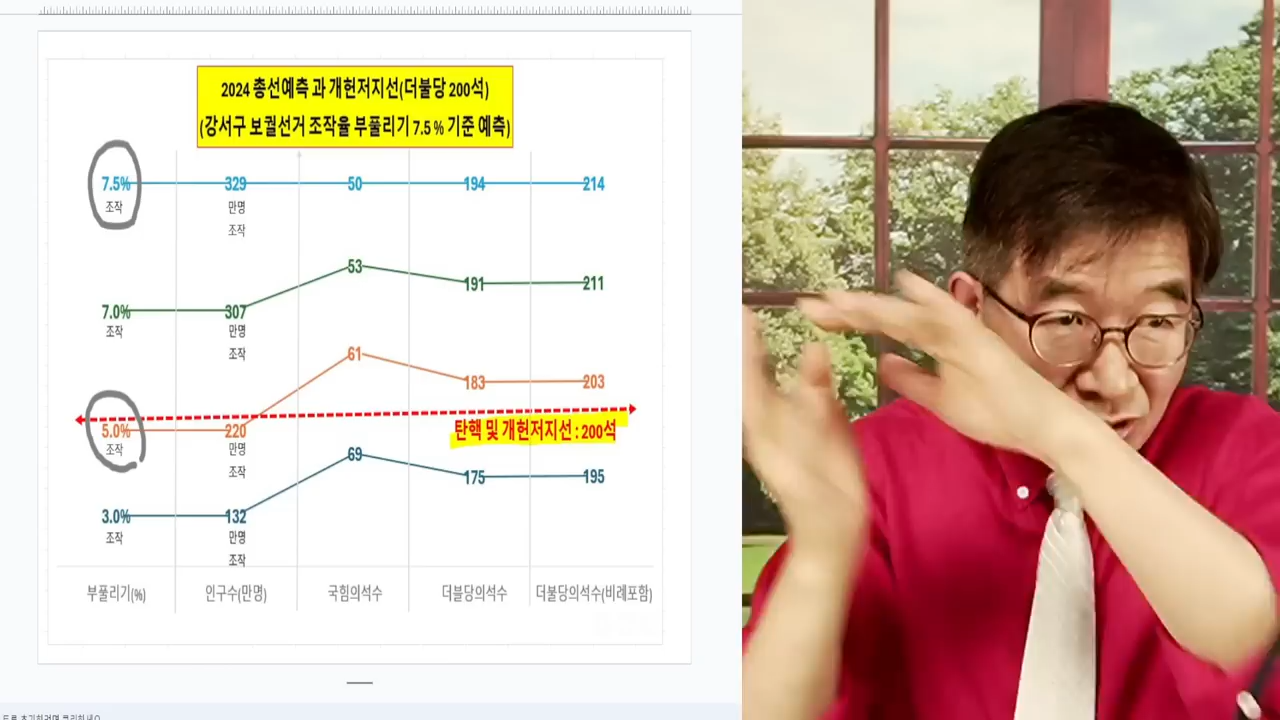 2024 총선예측 과 개헌저지선(더불당 200석)
(강서구 보궐선거 조작율 부풀리기 7.5 % 기준 예측)
7.5% 329 50 194 214
조작 만명
조작
7.0% 307 53 191 211
조작 만명
조작
61 183 203
5.0% 220 탄핵 및 개헌저지선 : 200석
조작 만명
조작
69 175 195
3.0% 132
조작 만명
조작
부풀리기(%) 인구수(만명) 국힘의석수 더블당의석수 더불당의석수(비례포함)